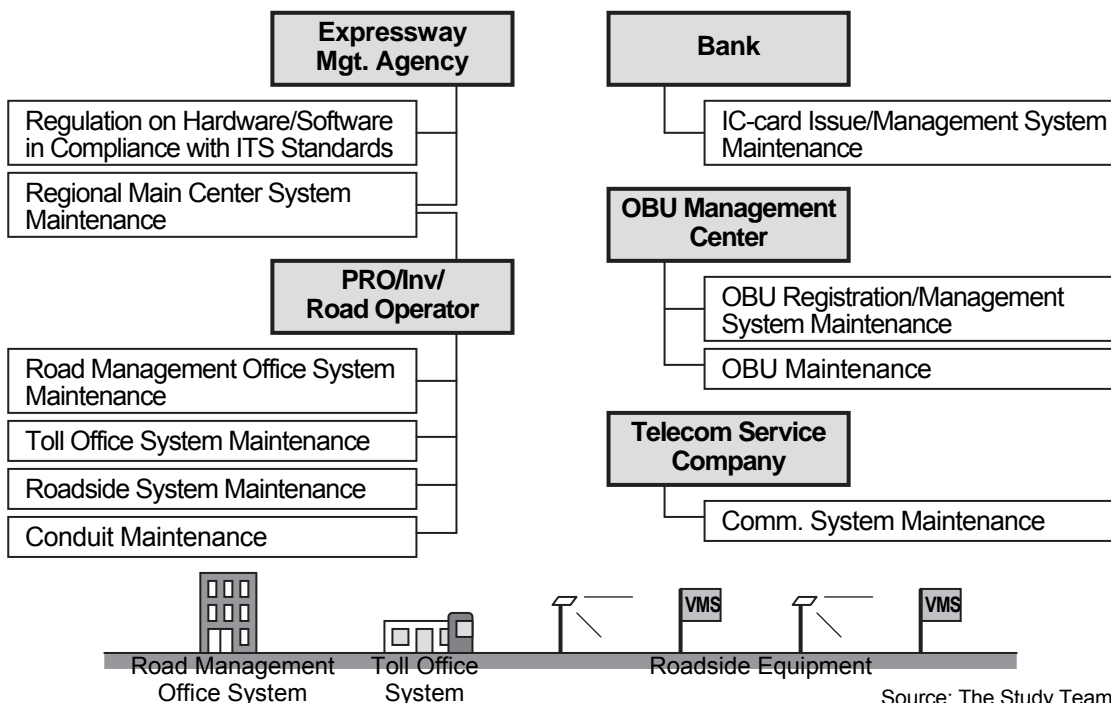 Expressway
Mgt. Agency
Regulation on Hardware/Software
in Compliance with ITS Standards
Regional Main Center System
Maintenance
PRO/Inv/
Road Operator
Road Management Office System
Maintenance
Toll Office System Maintenance
Roadside System Maintenance
Conduit Maintenance
Bank
IC-card Issue/Management System
Maintenance
OBU Management
Center
OBU Registration/Management
System Maintenance
OBU Maintenance
Telecom Service
Company
Comm. System Maintenance
VMS
VMS
Road Management
Office System
Toll Office
System
Roadside Equipment
Source: The Study Team